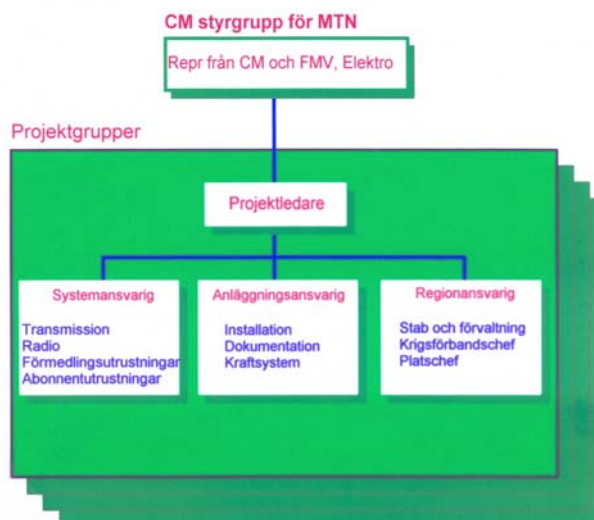 CM styrgrupp för MTN
Repr från CM och FMV, Elektro
Projektgrupper
Projektledare
Systemansvarig
Transmission
Radio
Förmedlingsutrustningar
Abonnentutrustningar
Anläggningsansvarig
Installation
Dokumentation
Kraftsystem
Regionansvarig
Stab och förvaltning
Krigsförbandschef
Platschef